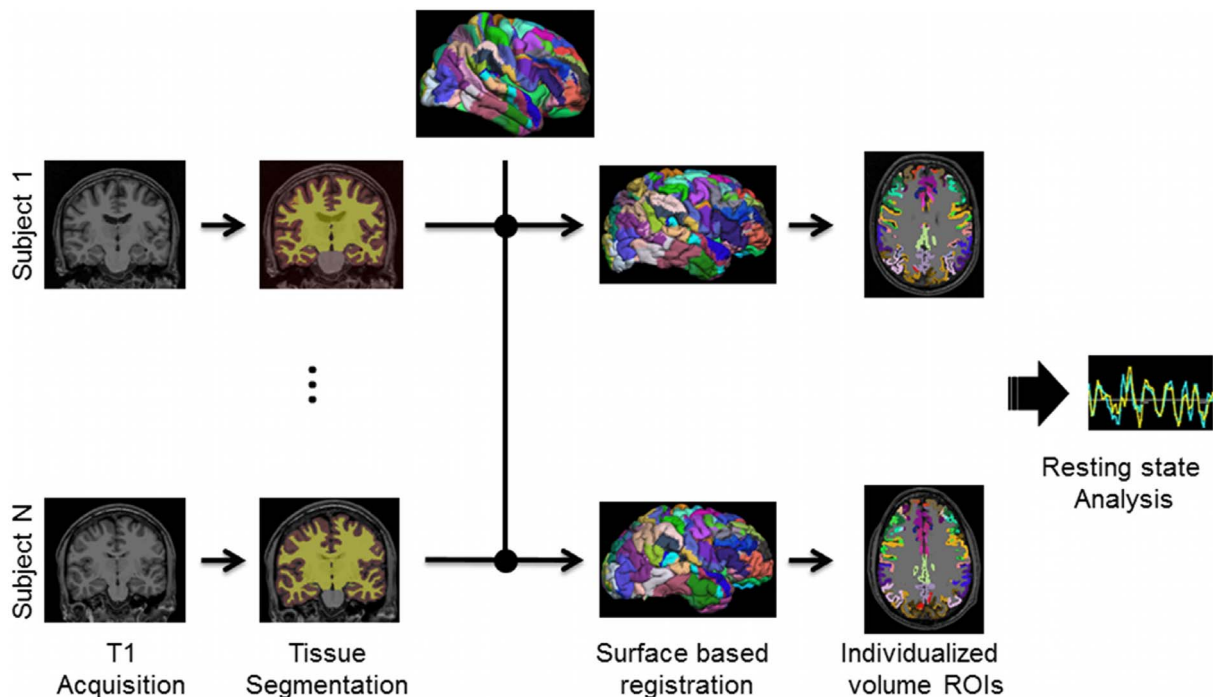 Subject 1
Subject N
Resting state
Analysis
T1
Acquisition
Tissue
Segmentation
Surface based
registration
Individualized
volume ROIs